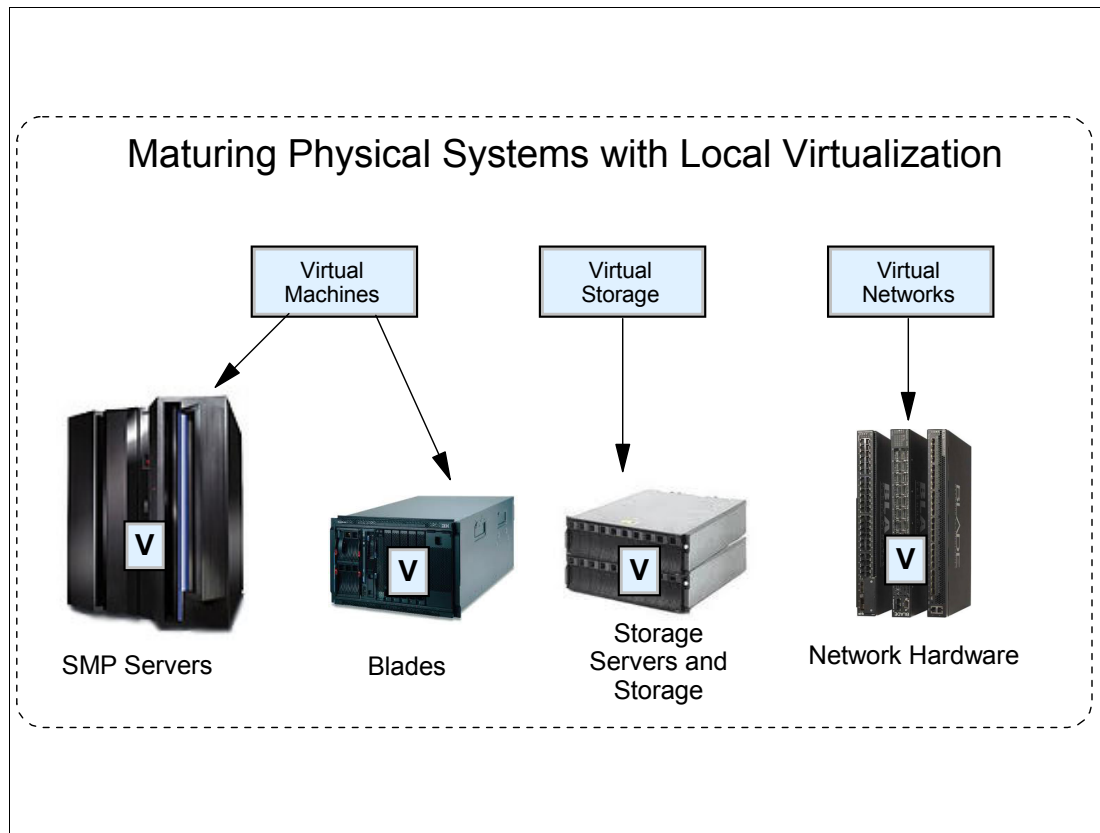 Maturing Physical Systems with Local Virtualization
Virtual
Machines
Virtual
Storage
Virtual
Networks
V
V
V
V
SMP Servers
Blades
Storage
Servers and
Storage
Network Hardware